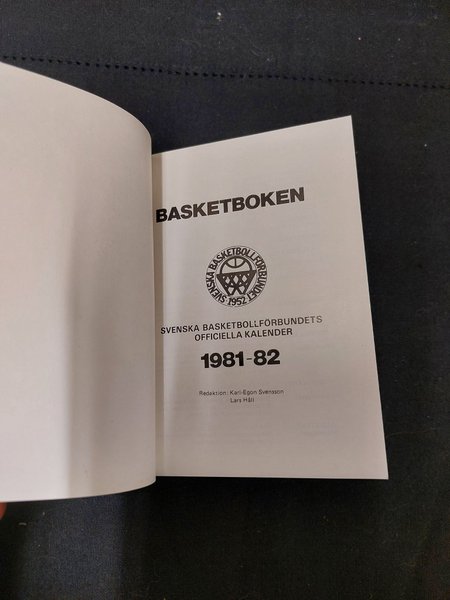 BASKETBOKEN
SVENSKA BASKETBOLLFÖRBUNDET
1952
SVENSKA BASKETBOLLFÖRBUNDETS
OFFICIELLA KALENDER
1981-82
Redaktion: Karl-Egon Svensson
Lars Häll